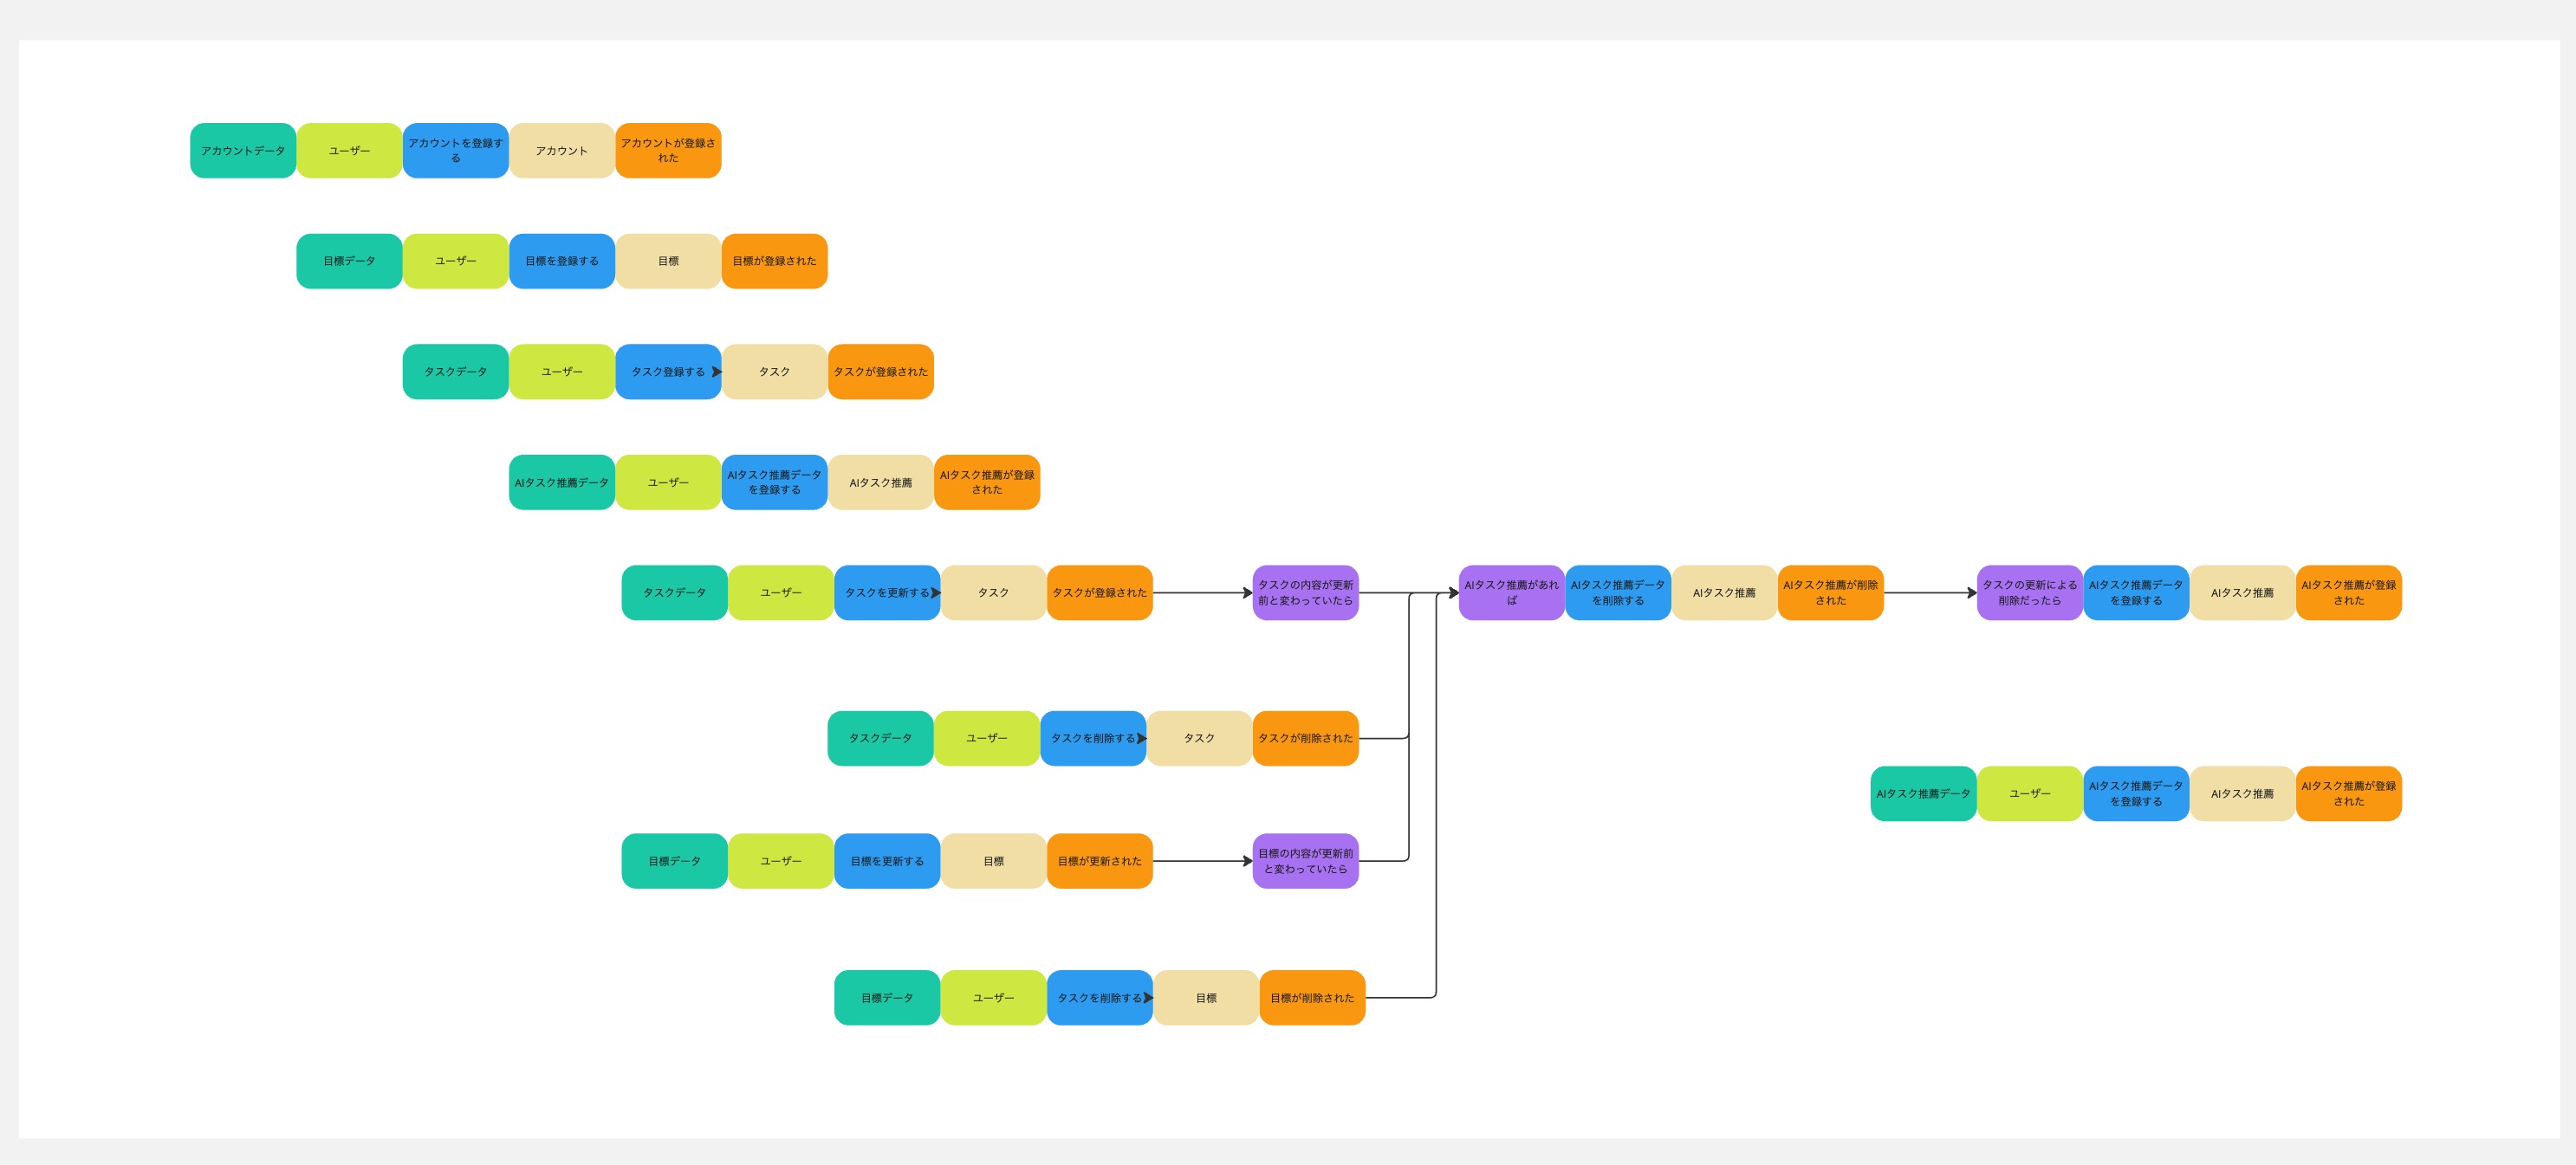 アカウントデータ
ユーザー
アカウントを登録す
る
アカウント
アカウントが登録さ
れた
目標データ
ユーザー
目標を登録する
目標
目標が登録された
タスクデータ
ユーザー
タスク登録する
タスク
タスクが登録された
AIタスク推薦データ
ユーザー
AIタスク推薦データ
を登録する
AIタスク推薦
AIタスク推薦が登録
された
タスクデータ
ユーザー
タスクを更新する
タスク
タスクが登録された
タスクの内容が更新
前と変わっていたら
AIタスク推薦があれ
ば
AIタスク推薦データ
を削除する
AIタスク推薦
AIタスク推薦が削除
された
タスクの更新による
削除だったら
AIタスク推薦データ
を登録する
AIタスク推薦
AIタスク推薦が登録
された
タスクデータ
ユーザー
タスクを削除する
タスク
タスクが削除された
AIタスク推薦データ
ユーザー
AIタスク推薦データ
を登録する
AIタスク推薦
AIタスク推薦が登録
された
目標データ
ユーザー
目標を更新する
目標
目標が更新された
目標の内容が更新前
と変わっていたら
目標データ
ユーザー
タスクを削除する
目標
目標が削除された